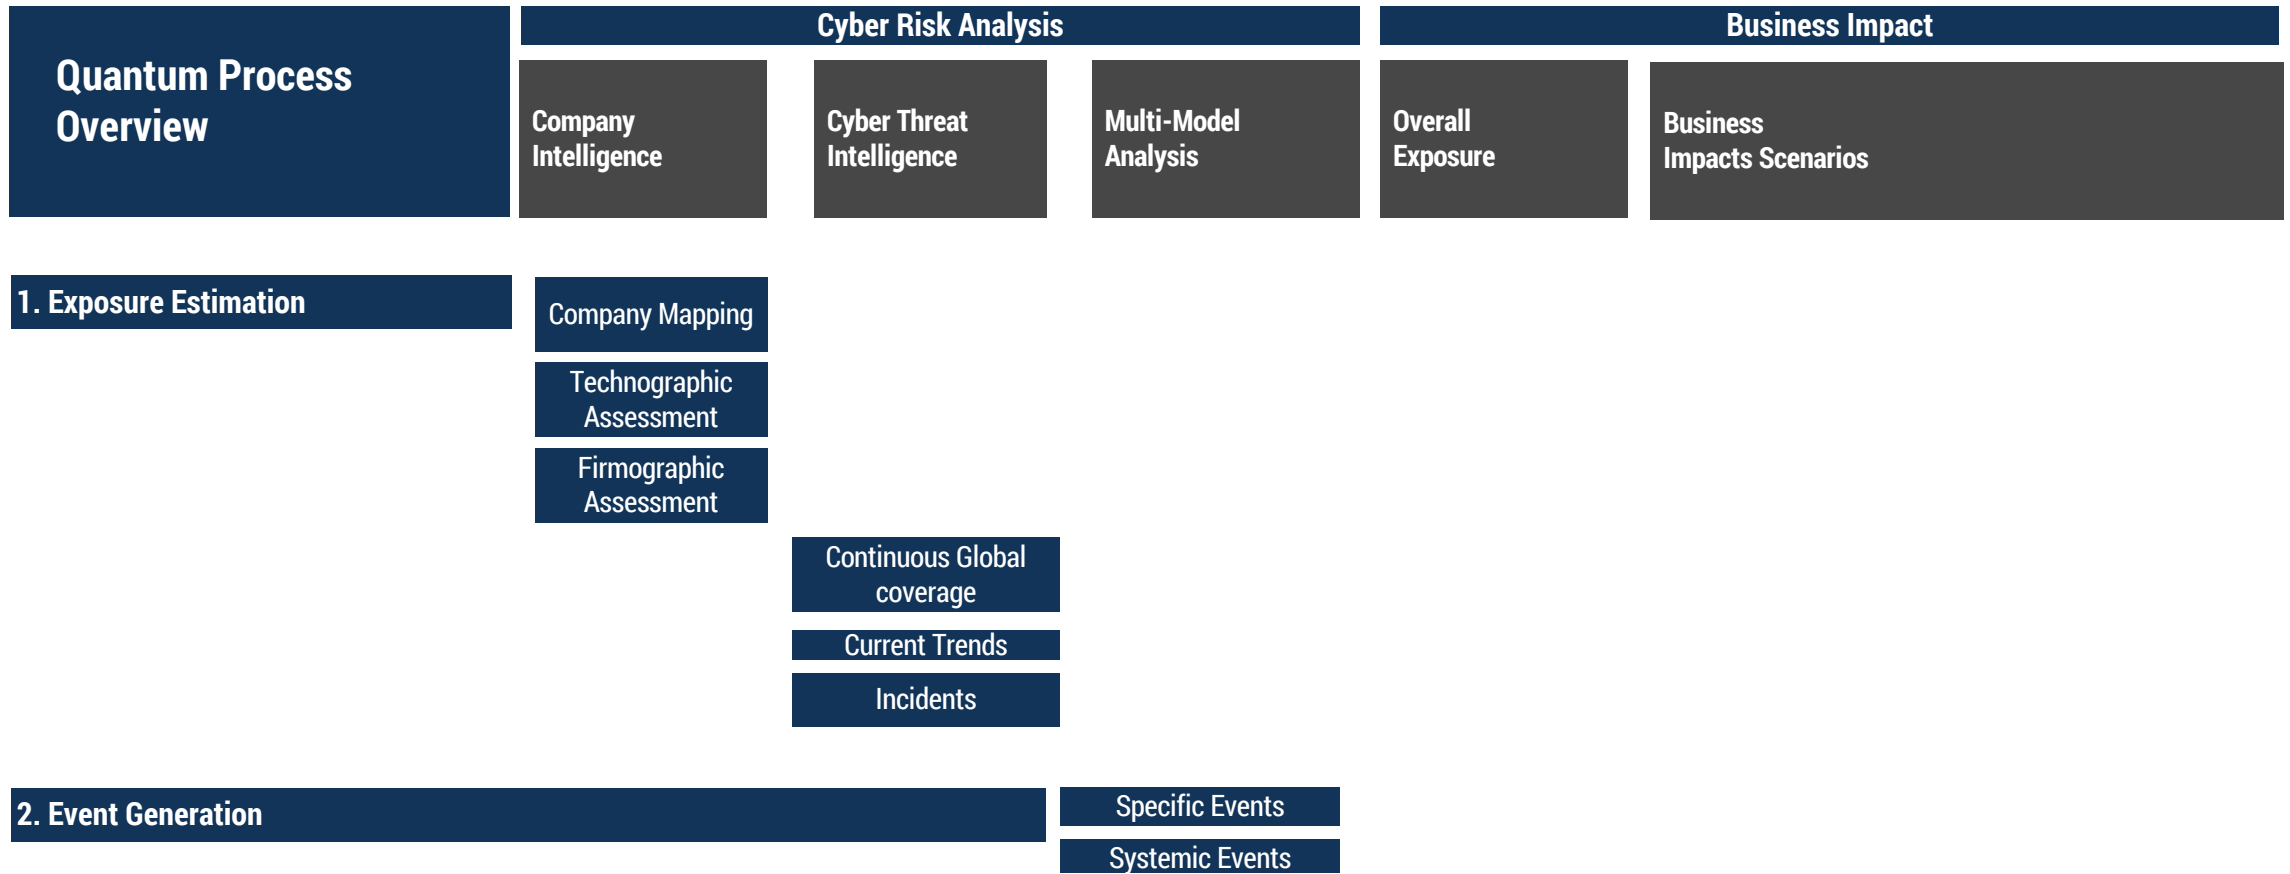 Quantum Process
Overview
Cyber Risk Analysis
Business Impact
Company
Intelligence
Cyber Threat
Intelligence
Multi-Model
Analysis
Overall
Exposure
Business
Impacts Scenarios
1. Exposure Estimation
Company Mapping
Technographic
Assessment
Firmographic
Assessment
Continuous Global
coverage
Current Trends
Incidents
2. Event Generation
Specific Events
Systemic Events